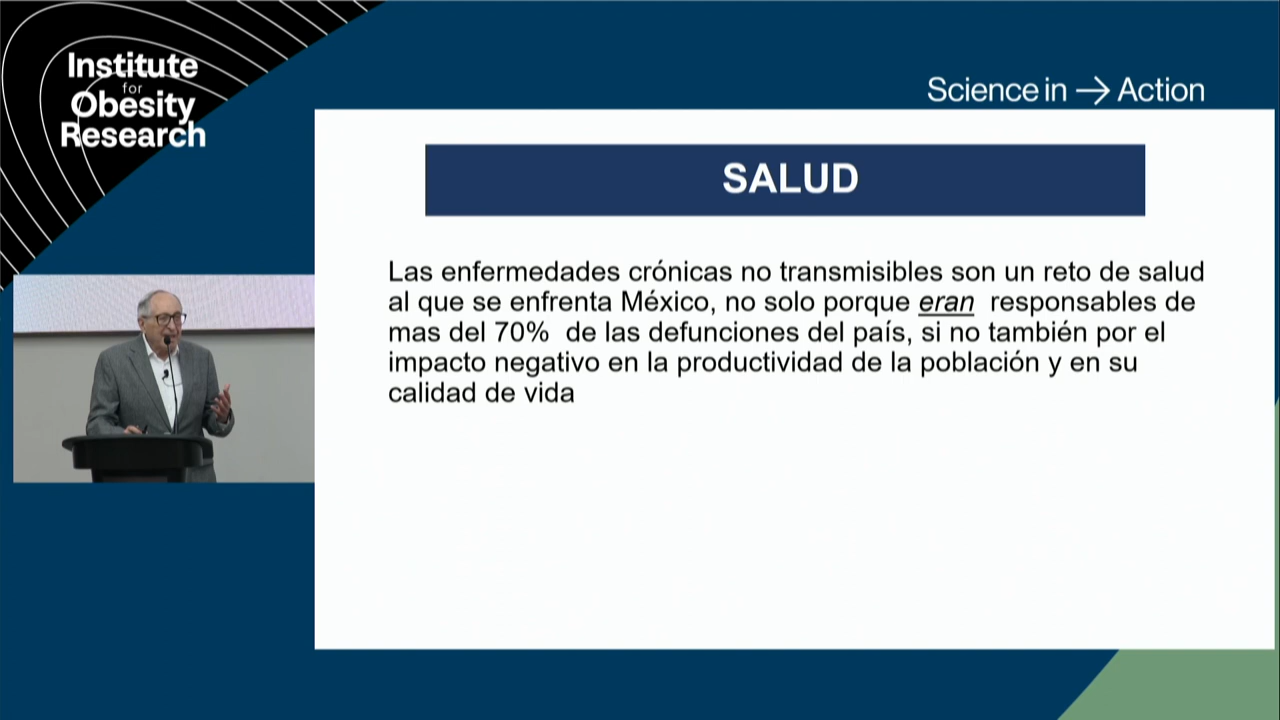 Institute
for
Obesity
Research
Science in → Action
SALUD
Las enfermedades crónicas no transmisibles son un reto de salud
al que se enfrenta México, no solo porque eran responsables de
mas del 70% de las defunciones del país, si no también por el
impacto negativo en la productividad de la población y en su
calidad de vida